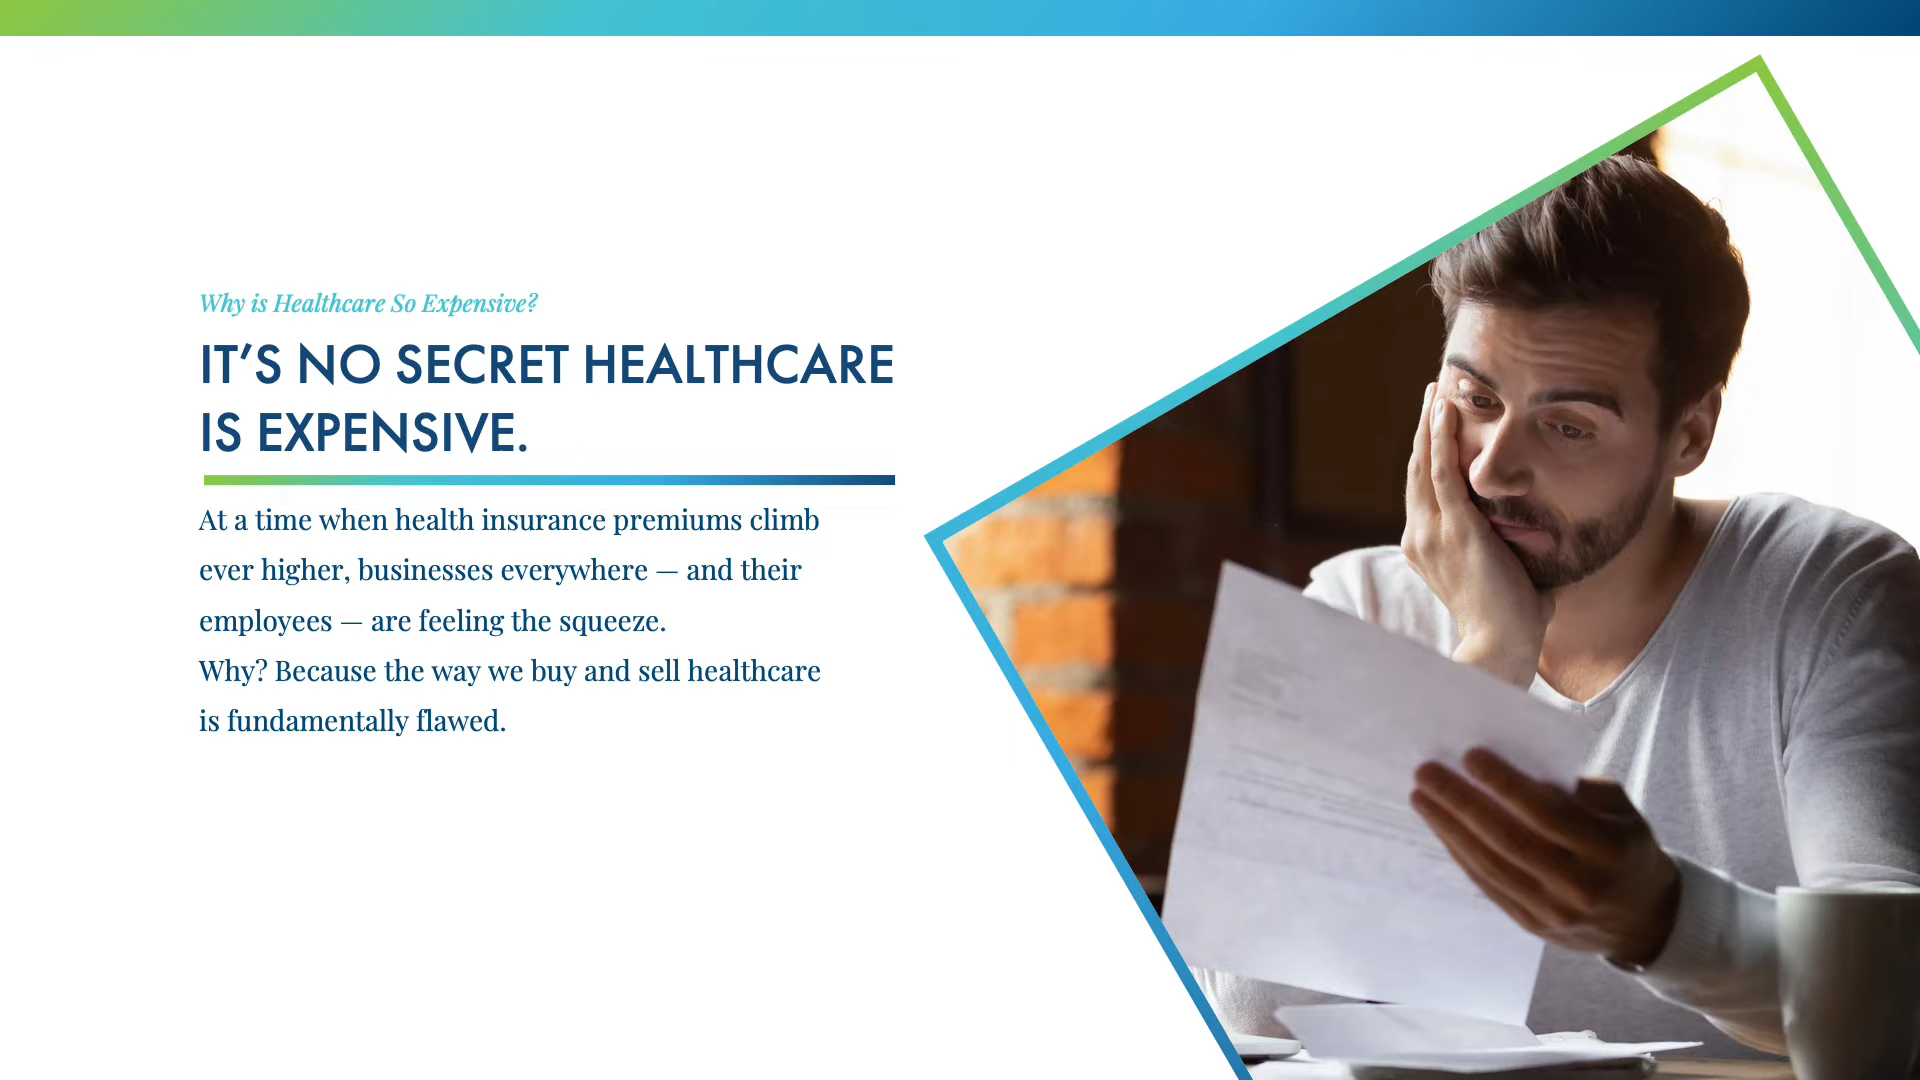 Why is Healthcare So Expensive?
IT’S NO SECRET HEALTHCARE
IS EXPENSIVE.
At a time when health insurance premiums climb
ever higher, businesses everywhere — and their
employees — are feeling the squeeze.
Why? Because the way we buy and sell healthcare
is fundamentally flawed.